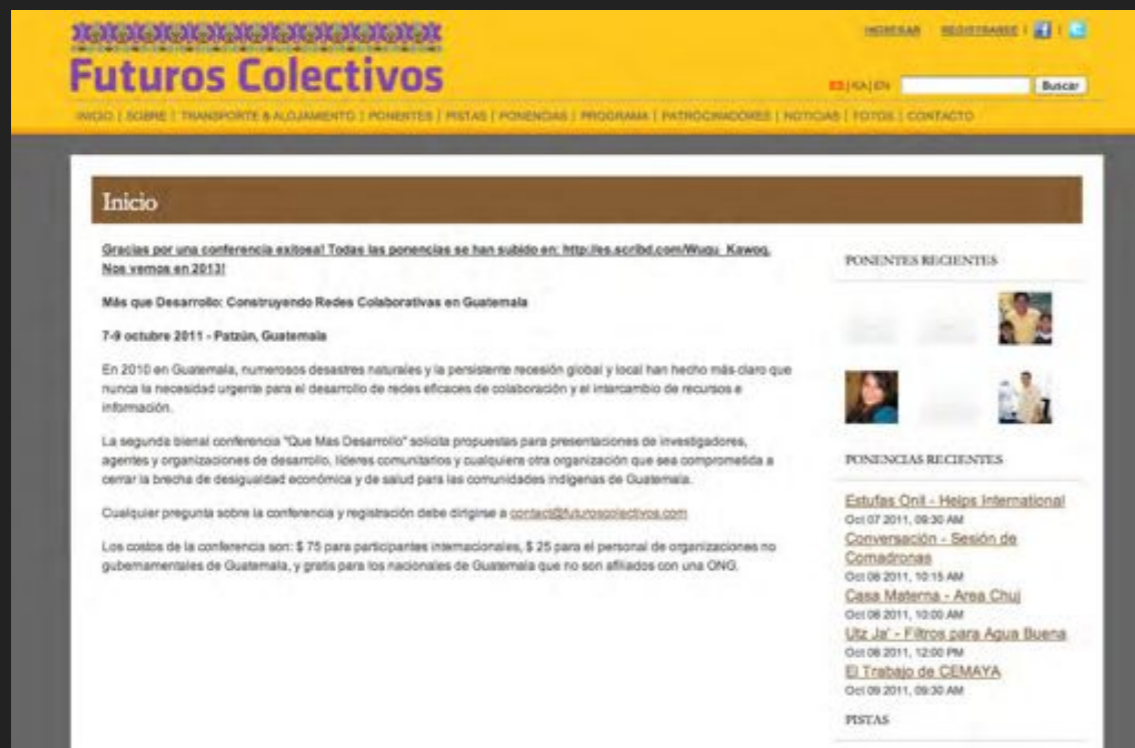 INGRESAR REGISTRARSE |
Futuros Colectivos
ES | KA | EN Buscar
INICIO | SOBRE | TRANSPORTE & ALOJAMIENTO | PONENTES | PISTAS | PONENCIAS | PROGRAMA | PATROCINADORES | NOTICIAS | FOTOS | CONTACTO
Inicio
Gracias por una conferencia exitosa! Todas las ponencias se han subido en: http://es.scribd.com/Wuqu_Kawoq.
Nos vemos en 2013!
Más que Desarrollo: Construyendo Redes Colaborativas en Guatemala
7-9 octubre 2011 - Patzún, Guatemala
En 2010 en Guatemala, numerosos desastres naturales y la persistente recesión global y local han hecho más claro que
nunca la necesidad urgente para el desarrollo de redes eficaces de colaboración y el intercambio de recursos e
información.
La segunda bienal conferencia "Que Mas Desarrollo" solicita propuestas para presentaciones de investigadores,
agentes y organizaciones de desarrollo, líderes comunitarios y cualquiera otra organización que sea comprometida a
cerrar la brecha de desigualdad económica y de salud para las comunidades indígenas de Guatemala.
Cualquier pregunta sobre la conferencia y registración debe dirigirse a contact@futuroscolectivos.com
Los costos de la conferencia son: $ 75 para participantes internacionales, $ 25 para el personal de organizaciones no
gubernamentales de Guatemala, y gratis para los nacionales de Guatemala que no son afiliados con una ONG.
PONENTES RECIENTES
PONENCIAS RECIENTES
Estufas Onil - Helps International
Oct 07 2011, 09:30 AM
Conversación - Sesión de
Comadronas
Oct 08 2011, 10:15 AM
Casa Materna - Area Chuj
Oct 08 2011, 10:00 AM
Utz Ja' - Filtros para Agua Buena
Oct 08 2011, 12:00 PM
El Trabajo de CEMAYA
Oct 09 2011, 09:30 AM
PISTAS